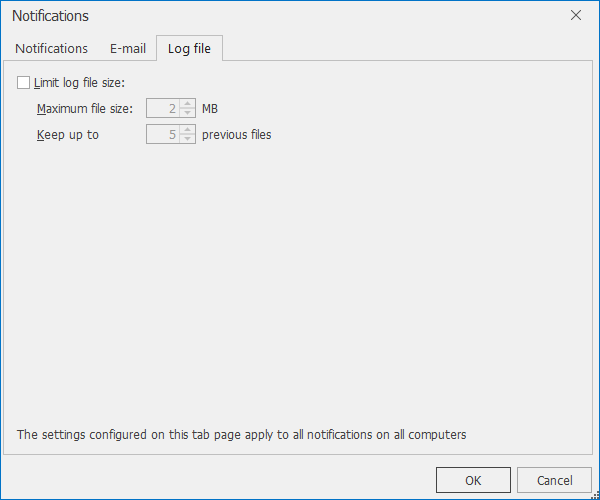 Notifications
Notifications E-mail Log file
Limit log file size:
Maximum file size: 2 MB
Keep up to 5 previous files
The settings configured on this tab page apply to all notifications on all computers
OK Cancel